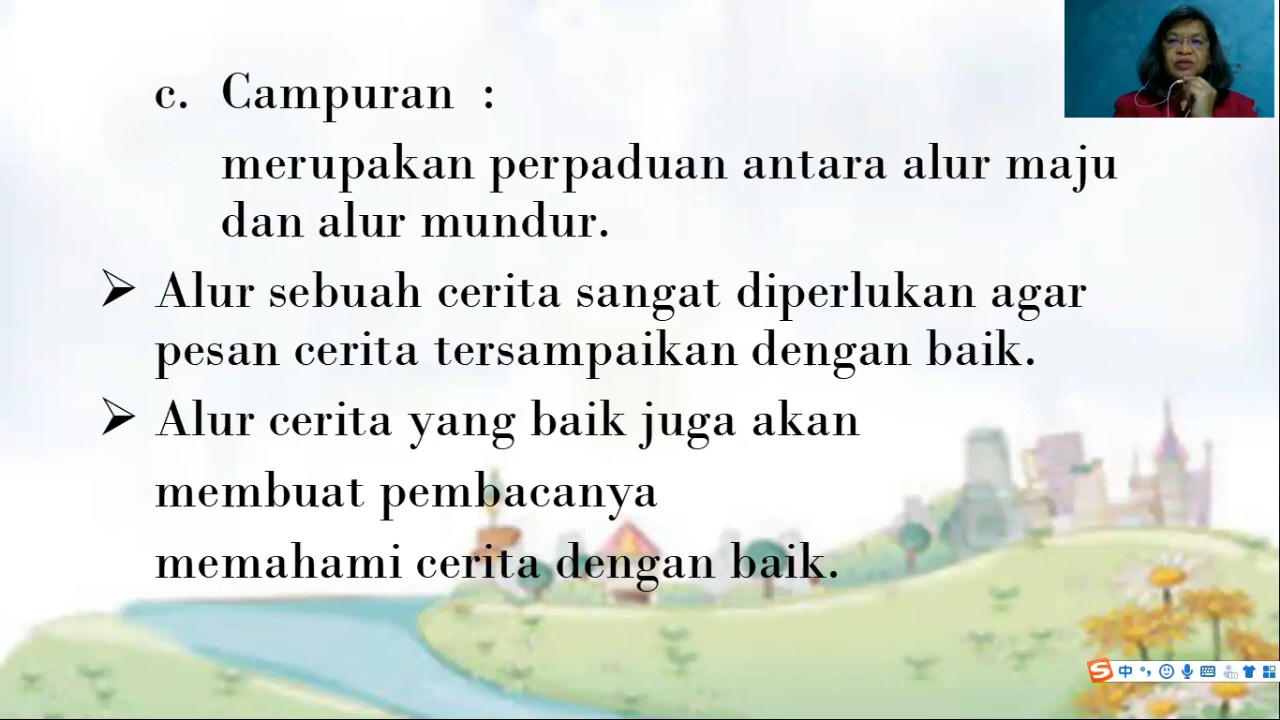 c. Campuran :
merupakan perpaduan antara alur maju
dan alur mundur.
➢ Alur sebuah cerita sangat diperlukan agar
pesan cerita tersampaikan dengan baik.
➢ Alur cerita yang baik juga akan
membuat pembacanya
memahami cerita dengan baik.
S 中